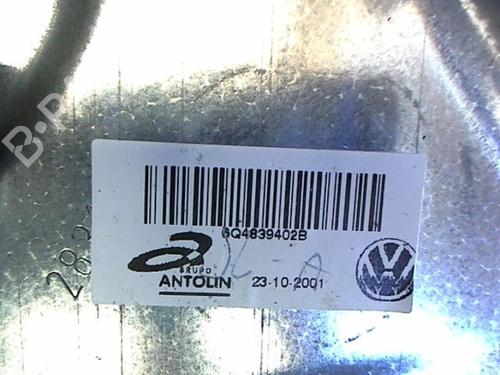 B-P
6Q4839402B
GRUPO
ANTOLIN
23-10-2001